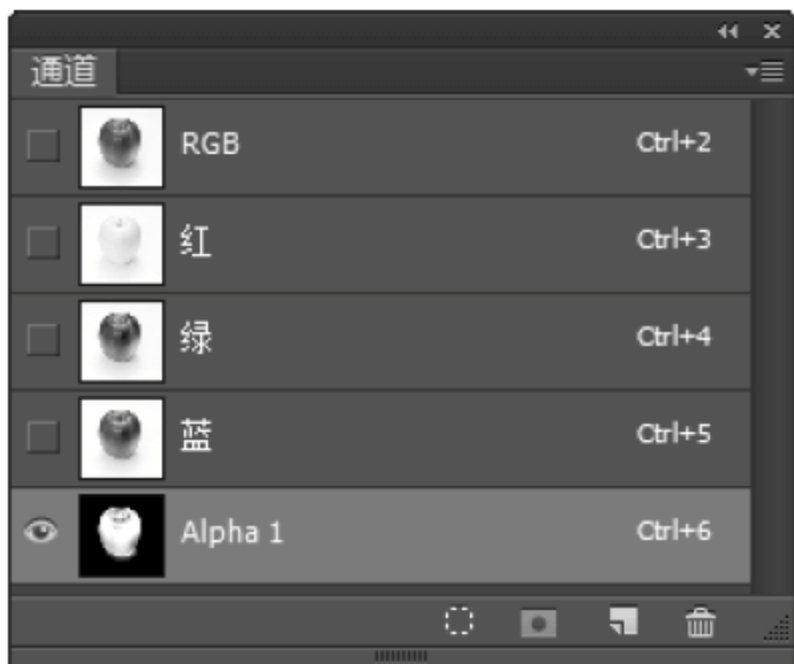 通道
RGB Ctrl+2
红 Ctrl+3
绿 Ctrl+4
蓝 Ctrl+5
Alpha 1 Ctrl+6